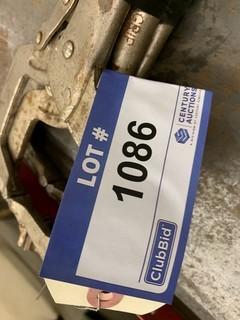 LOT #
1086
CENTURY
AUCTIONS
ClubBid